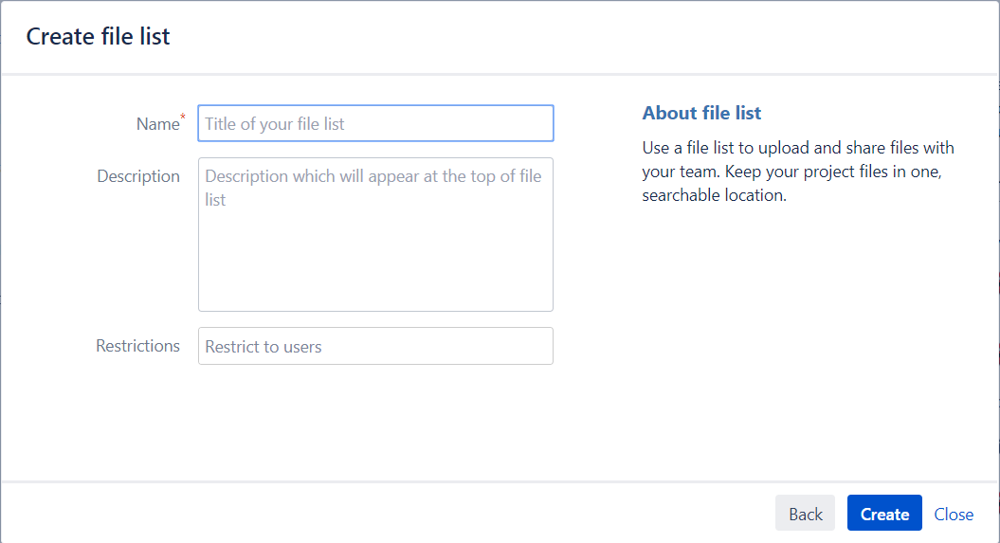 Create file list
Name*
Title of your file list
Description
Description which will appear at the top of file
list
Restrictions
Restrict to users
About file list
Use a file list to upload and share files with
your team. Keep your project files in one,
searchable location.
Back
Create
Close